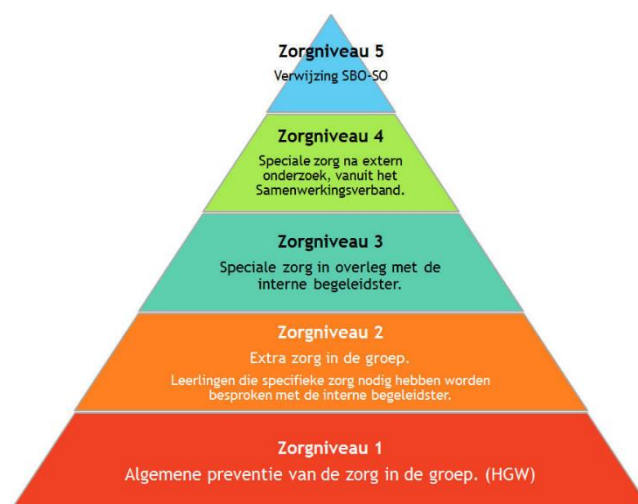 Zorgniveau 5
Verwijzing SBO-SO
Zorgniveau 4
Speciale zorg na extern
onderzoek, vanuit het
Samenwerkingsverband.
Zorgniveau 3
Speciale zorg in overleg met de
interne begeleidster.
Zorgniveau 2
Extra zorg in de groep.
Leerlingen die specifieke zorg nodig hebben worden
besproken met de interne begeleidster.
Zorgniveau 1
Algemene preventie van de zorg in de groep. (HGW)